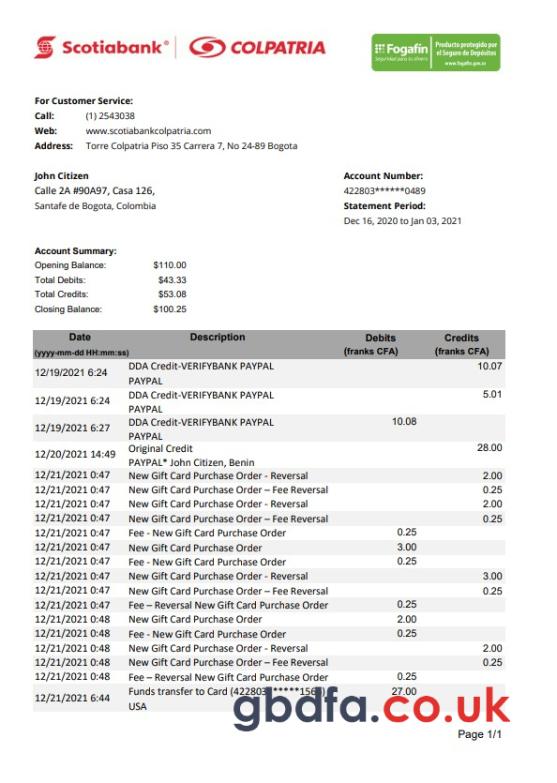 Scotiabank® COLPATRIA
Fogafín Producto protegido por
el Seguro de Depósitos
www.fogafin.gov.co
For Customer Service:
Call: (1) 2543038
Web: www.scotiabankcolpatria.com
Address: Torre Colpatria Piso 35 Carrera 7, No 24-89 Bogota
John Citizen Account Number:
Calle 2A #90A97, Casa 126, 422803******0489
Santafe de Bogota, Colombia Statement Period:
Dec 16, 2020 to Jan 03, 2021
Account Summary:
Opening Balance: $110.00
Total Debits: $43.33
Total Credits: $53.08
Closing Balance: $100.25
Date Description Debits Credits
(yyyy-mm-dd HH:mm:ss) (franks CFA) (franks CFA)
12/19/2021 6:24 DDA Credit-VERIFYBANK PAYPAL 10.07
PAYPAL
12/19/2021 6:24 DDA Credit-VERIFYBANK PAYPAL 5.01
PAYPAL
12/19/2021 6:27 DDA Credit-VERIFYBANK PAYPAL 10.08
PAYPAL
12/20/2021 14:49 Original Credit 28.00
PAYPAL* John Citizen, Benin
12/21/2021 0:47 New Gift Card Purchase Order - Reversal 2.00
12/21/2021 0:47 New Gift Card Purchase Order – Fee Reversal 0.25
12/21/2021 0:47 New Gift Card Purchase Order - Reversal 2.00
12/21/2021 0:47 New Gift Card Purchase Order – Fee Reversal 0.25
12/21/2021 0:47 Fee - New Gift Card Purchase Order 0.25
12/21/2021 0:47 New Gift Card Purchase Order 3.00
12/21/2021 0:47 Fee - New Gift Card Purchase Order 0.25
12/21/2021 0:47 New Gift Card Purchase Order - Reversal 3.00
12/21/2021 0:47 New Gift Card Purchase Order – Fee Reversal 0.25
12/21/2021 0:47 Fee – Reversal New Gift Card Purchase Order 0.25
12/21/2021 0:48 New Gift Card Purchase Order 2.00
12/21/2021 0:48 Fee - New Gift Card Purchase Order 0.25
12/21/2021 0:48 New Gift Card Purchase Order - Reversal 2.00
12/21/2021 0:48 New Gift Card Purchase Order – Fee Reversal 0.25
12/21/2021 0:48 Fee – Reversal New Gift Card Purchase Order 0.25
12/21/2021 6:44 Funds transfer to Card 27.00
USA
gbdfa.co.uk
Page 1/1